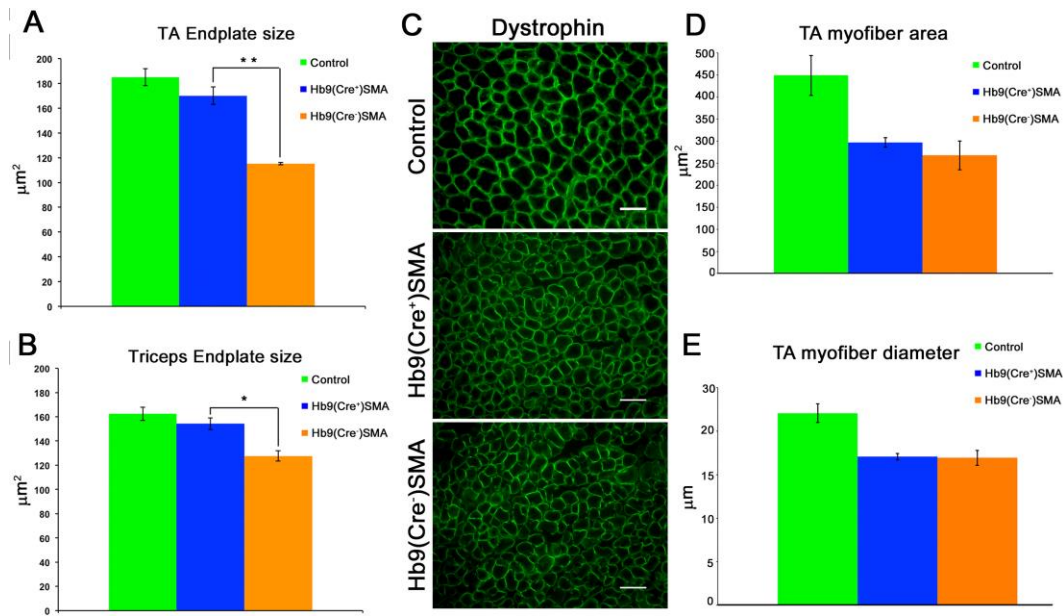 A
TA Endplate size
200
180
160
140
120
100
80
60
40
20
0
μm²
**
Control
Hb9(Cre⁺)SMA
Hb9(Cre⁻)SMA
B
Triceps Endplate size
200
180
160
140
120
100
80
60
40
20
0
μm²
*
Control
Hb9(Cre⁺)SMA
Hb9(Cre⁻)SMA
C
Dystrophin
Control
Hb9(Cre⁺)SMA
Hb9(Cre⁻)SMA
D
TA myofiber area
500
450
400
350
300
250
200
150
100
50
0
μm²
Control
Hb9(Cre⁺)SMA
Hb9(Cre⁻)SMA
E
TA myofiber diameter
30
20
15
10
5
0
μm
Control
Hb9(Cre⁺)SMA
Hb9(Cre⁻)SMA